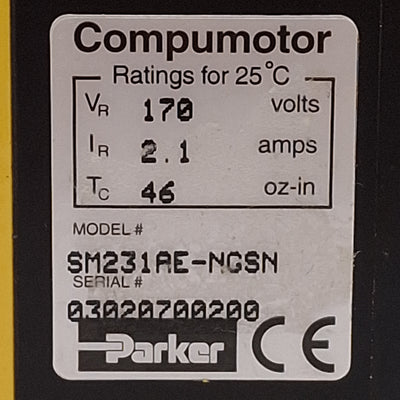 Compumotor
Ratings for 25°C
VR 170 volts
IR 2.1 amps
TC 46 oz-in
MODEL #
SM231AE-NGSN
SERIAL #
03020700200
Parker CE